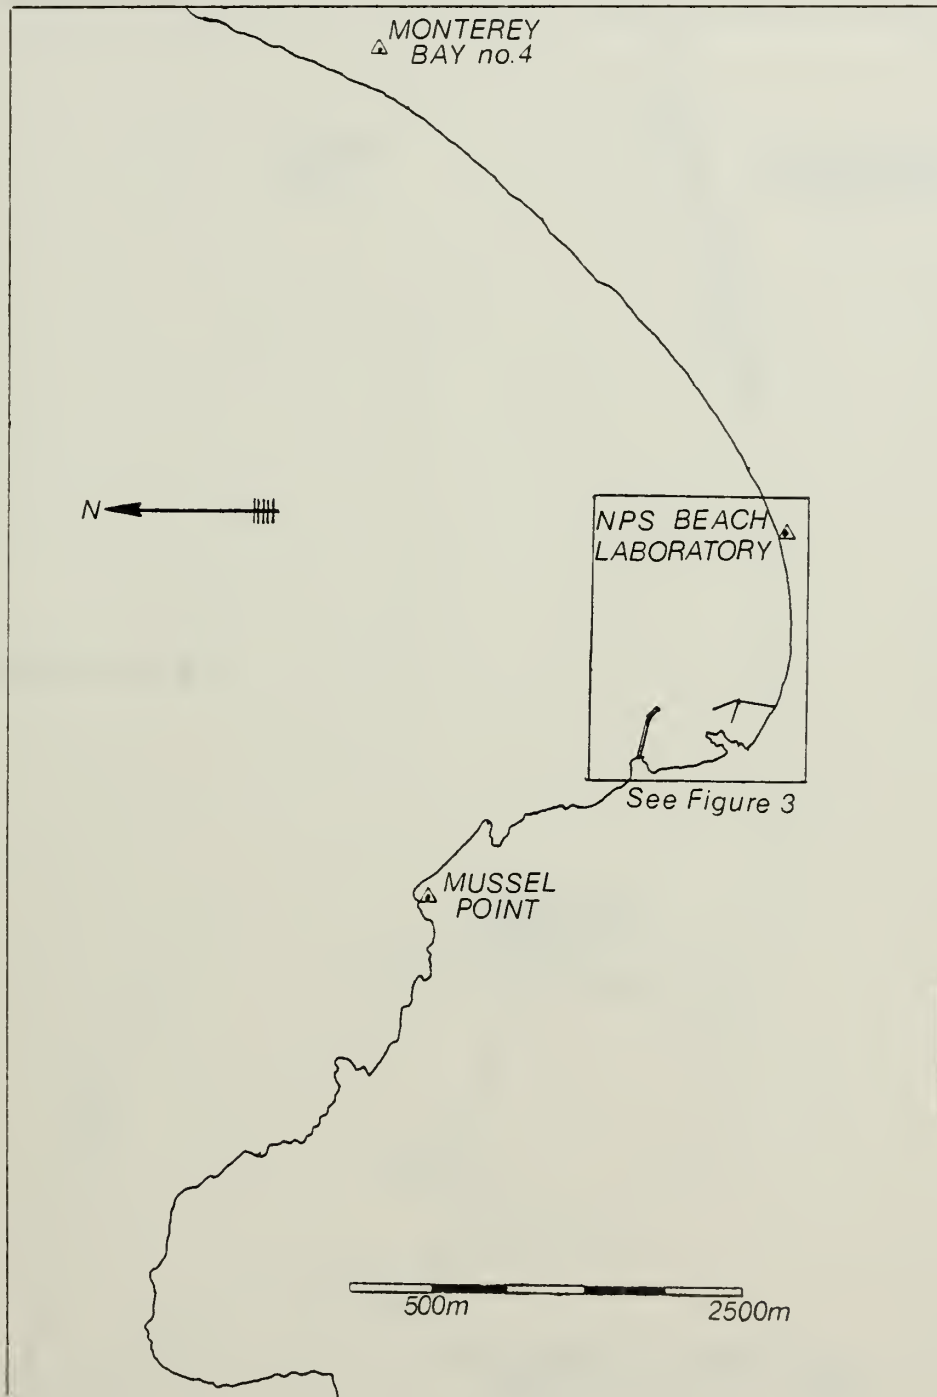 MONTEREY
BAY no.4
N
NPS BEACH
LABORATORY
See Figure 3
MUSSEL
POINT
500m
2500m